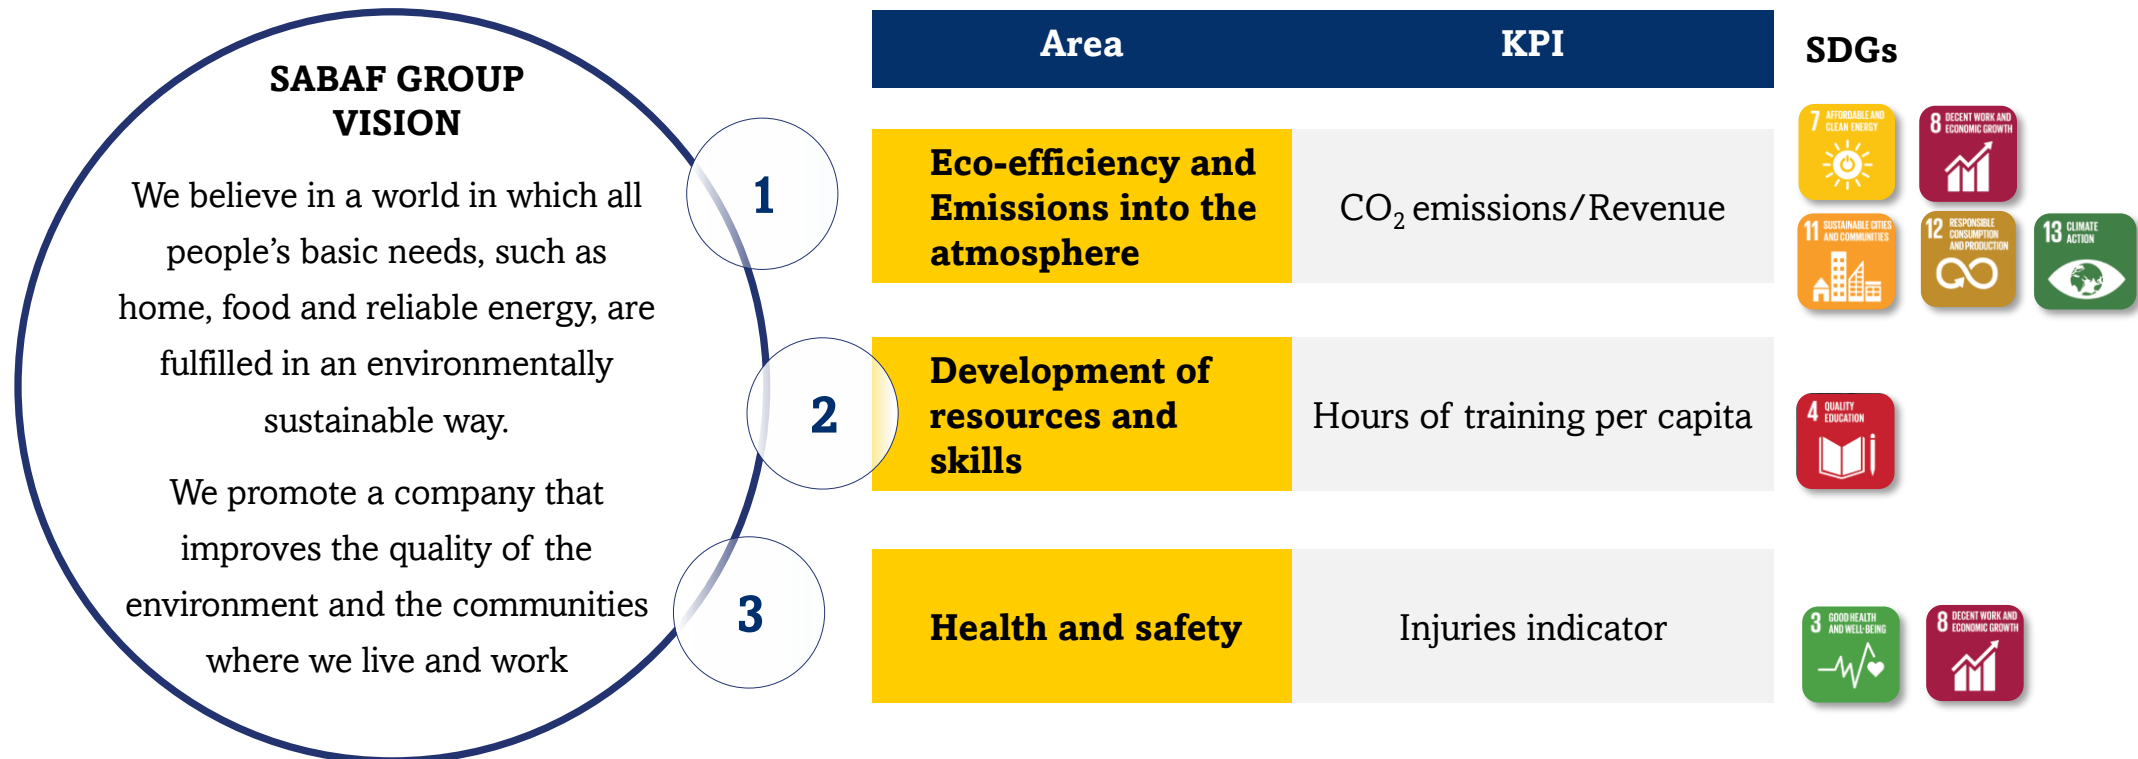 SABAF GROUP
VISION
We believe in a world in which all
people’s basic needs, such as
home, food and reliable energy, are
fulfilled in an environmentally
sustainable way.
We promote a company that
improves the quality of the
environment and the communities
where we live and work
Area
KPI
SDGs
1
Eco-efficiency and
Emissions into the
atmosphere
CO₂ emissions/Revenue
7 AFFORDABLE AND
CLEAN ENERGY
8 DECENT WORK AND
ECONOMIC GROWTH
11 SUSTAINABLE CITIES
AND COMMUNITIES
12 RESPONSIBLE
CONSUMPTION
AND PRODUCTION
13 CLIMATE
ACTION
2
Development of
resources and
skills
Hours of training per capita
4 QUALITY
EDUCATION
3
Health and safety
Injuries indicator
3 GOOD HEALTH
AND WELL-BEING
8 DECENT WORK AND
ECONOMIC GROWTH